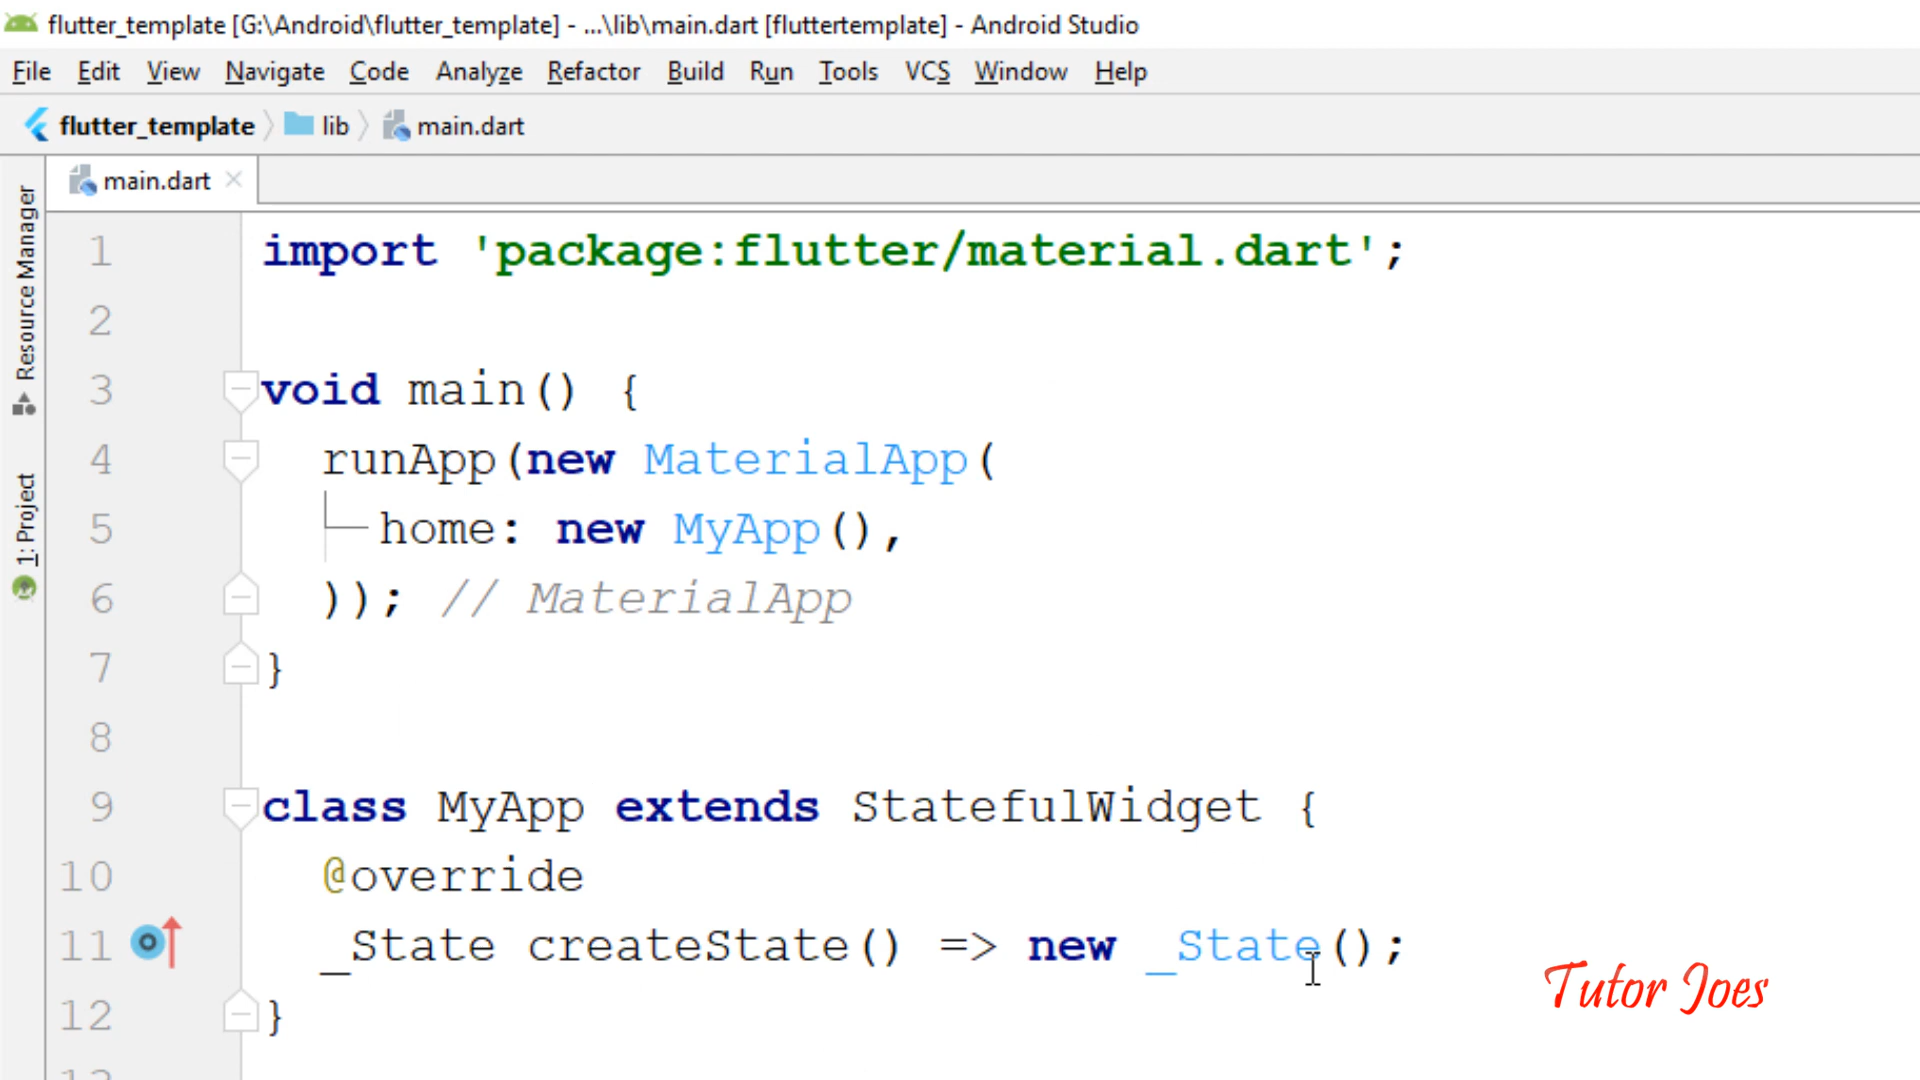 flutter_template [G:\Android\flutter_template] - ...\lib\main.dart [fluttertemplate] - Android Studio
File Edit View Navigate Code Analyze Refactor Build Run Tools VCS Window Help
flutter_template lib main.dart
main.dart
Resource Manager
1: Project
1 import 'package:flutter/material.dart';
2
3 void main() {
4 runApp(new MaterialApp(
5 home: new MyApp(),
6 )); // MaterialApp
7 }
8
9 class MyApp extends StatefulWidget {
10 @override
11 _State createState() => new _State();
12 }
Tutor Joes